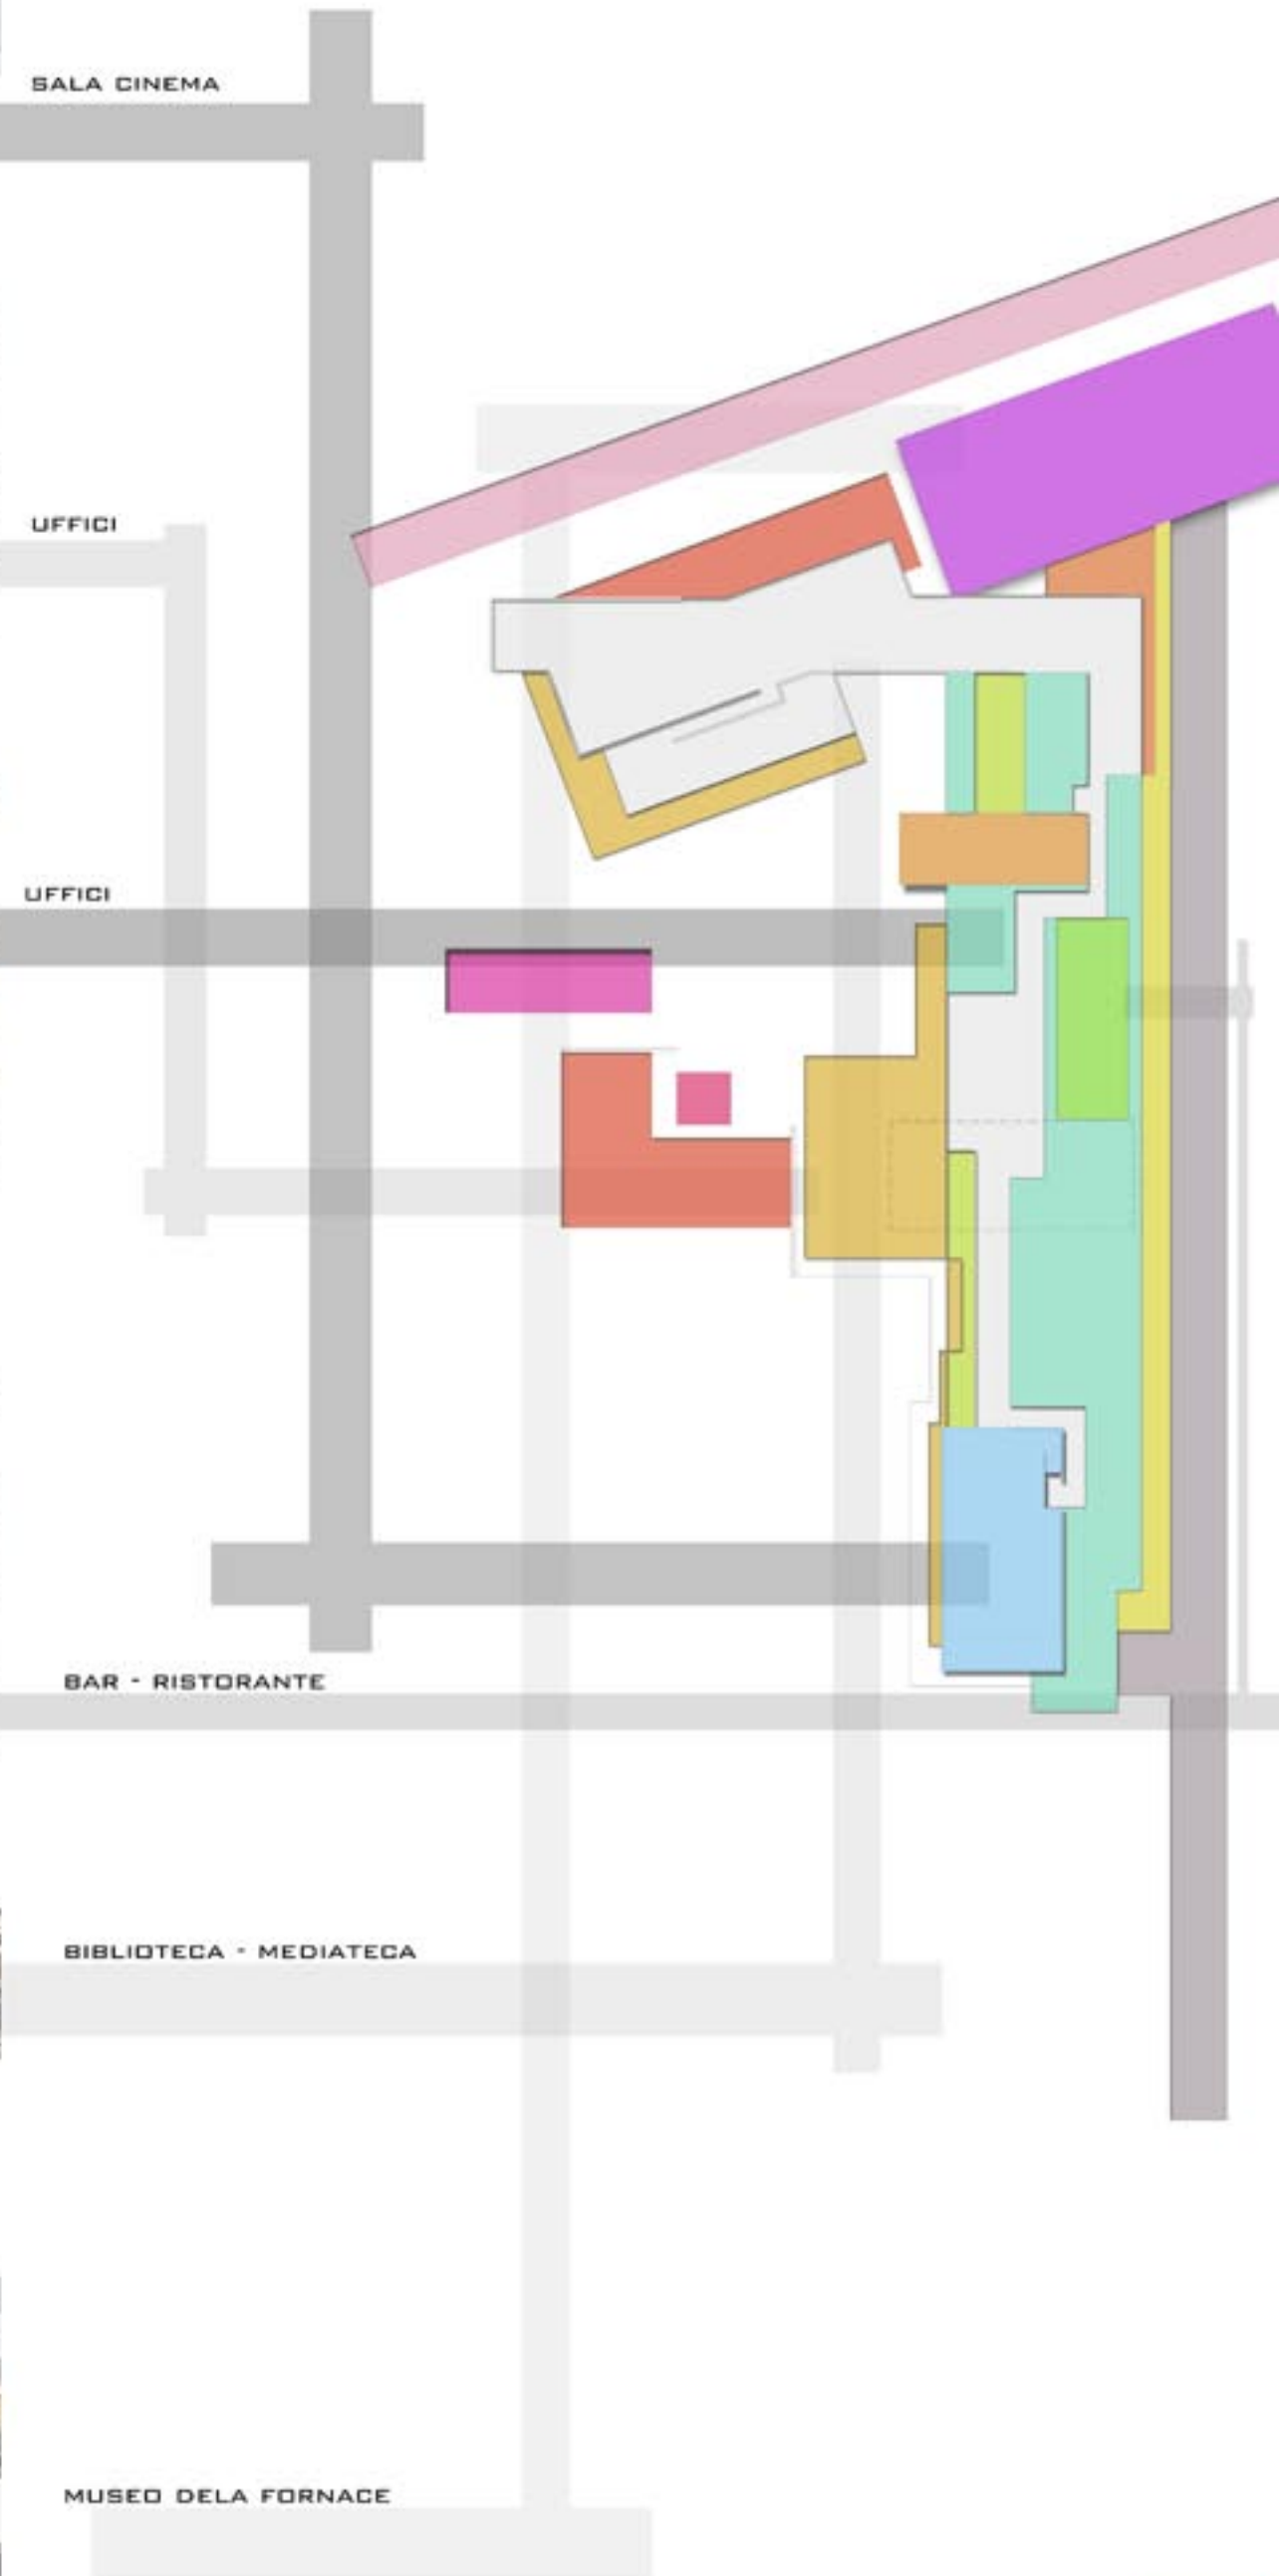 SALA CINEMA
UFFICI
UFFICI
BAR - RISTORANTE
BIBLIOTECA - MEDIATECA
MUSEO DELA FORNACE